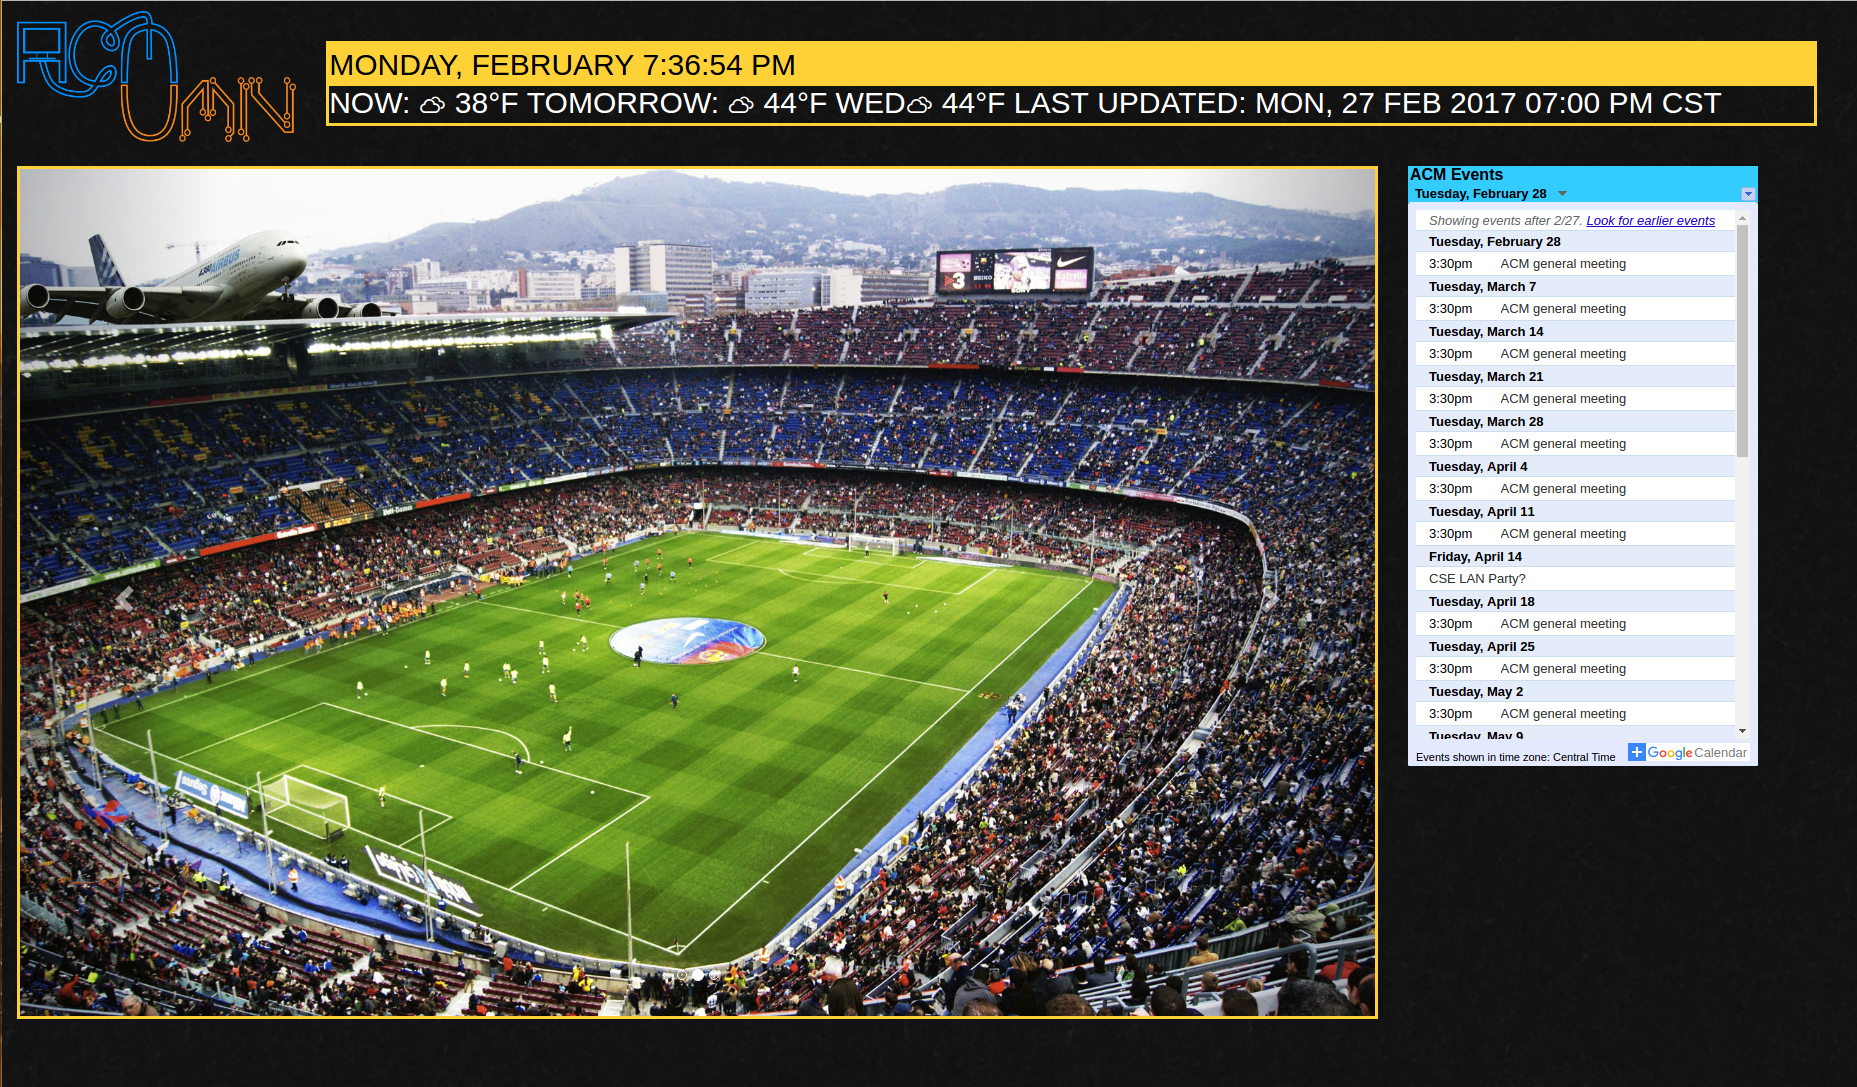 ACM
UMN
MONDAY, FEBRUARY 7:36:54 PM
NOW: 38°F TOMORROW: 44°F WED 44°F LAST UPDATED: MON, 27 FEB 2017 07:00 PM CST
A380 AIRBUS
3
SEIKO
SONY
ACM Events
Tuesday, February 28
Showing events after 2/27. Look for earlier events
Tuesday, February 28
3:30pm ACM general meeting
Tuesday, March 7
3:30pm ACM general meeting
Tuesday, March 14
3:30pm ACM general meeting
Tuesday, March 21
3:30pm ACM general meeting
Tuesday, March 28
3:30pm ACM general meeting
Tuesday, April 4
3:30pm ACM general meeting
Tuesday, April 11
3:30pm ACM general meeting
Friday, April 14
CSE LAN Party?
Tuesday, April 18
3:30pm ACM general meeting
Tuesday, April 25
3:30pm ACM general meeting
Tuesday, May 2
3:30pm ACM general meeting
Tuesday, May 9
Events shown in time zone: Central Time
Google Calendar